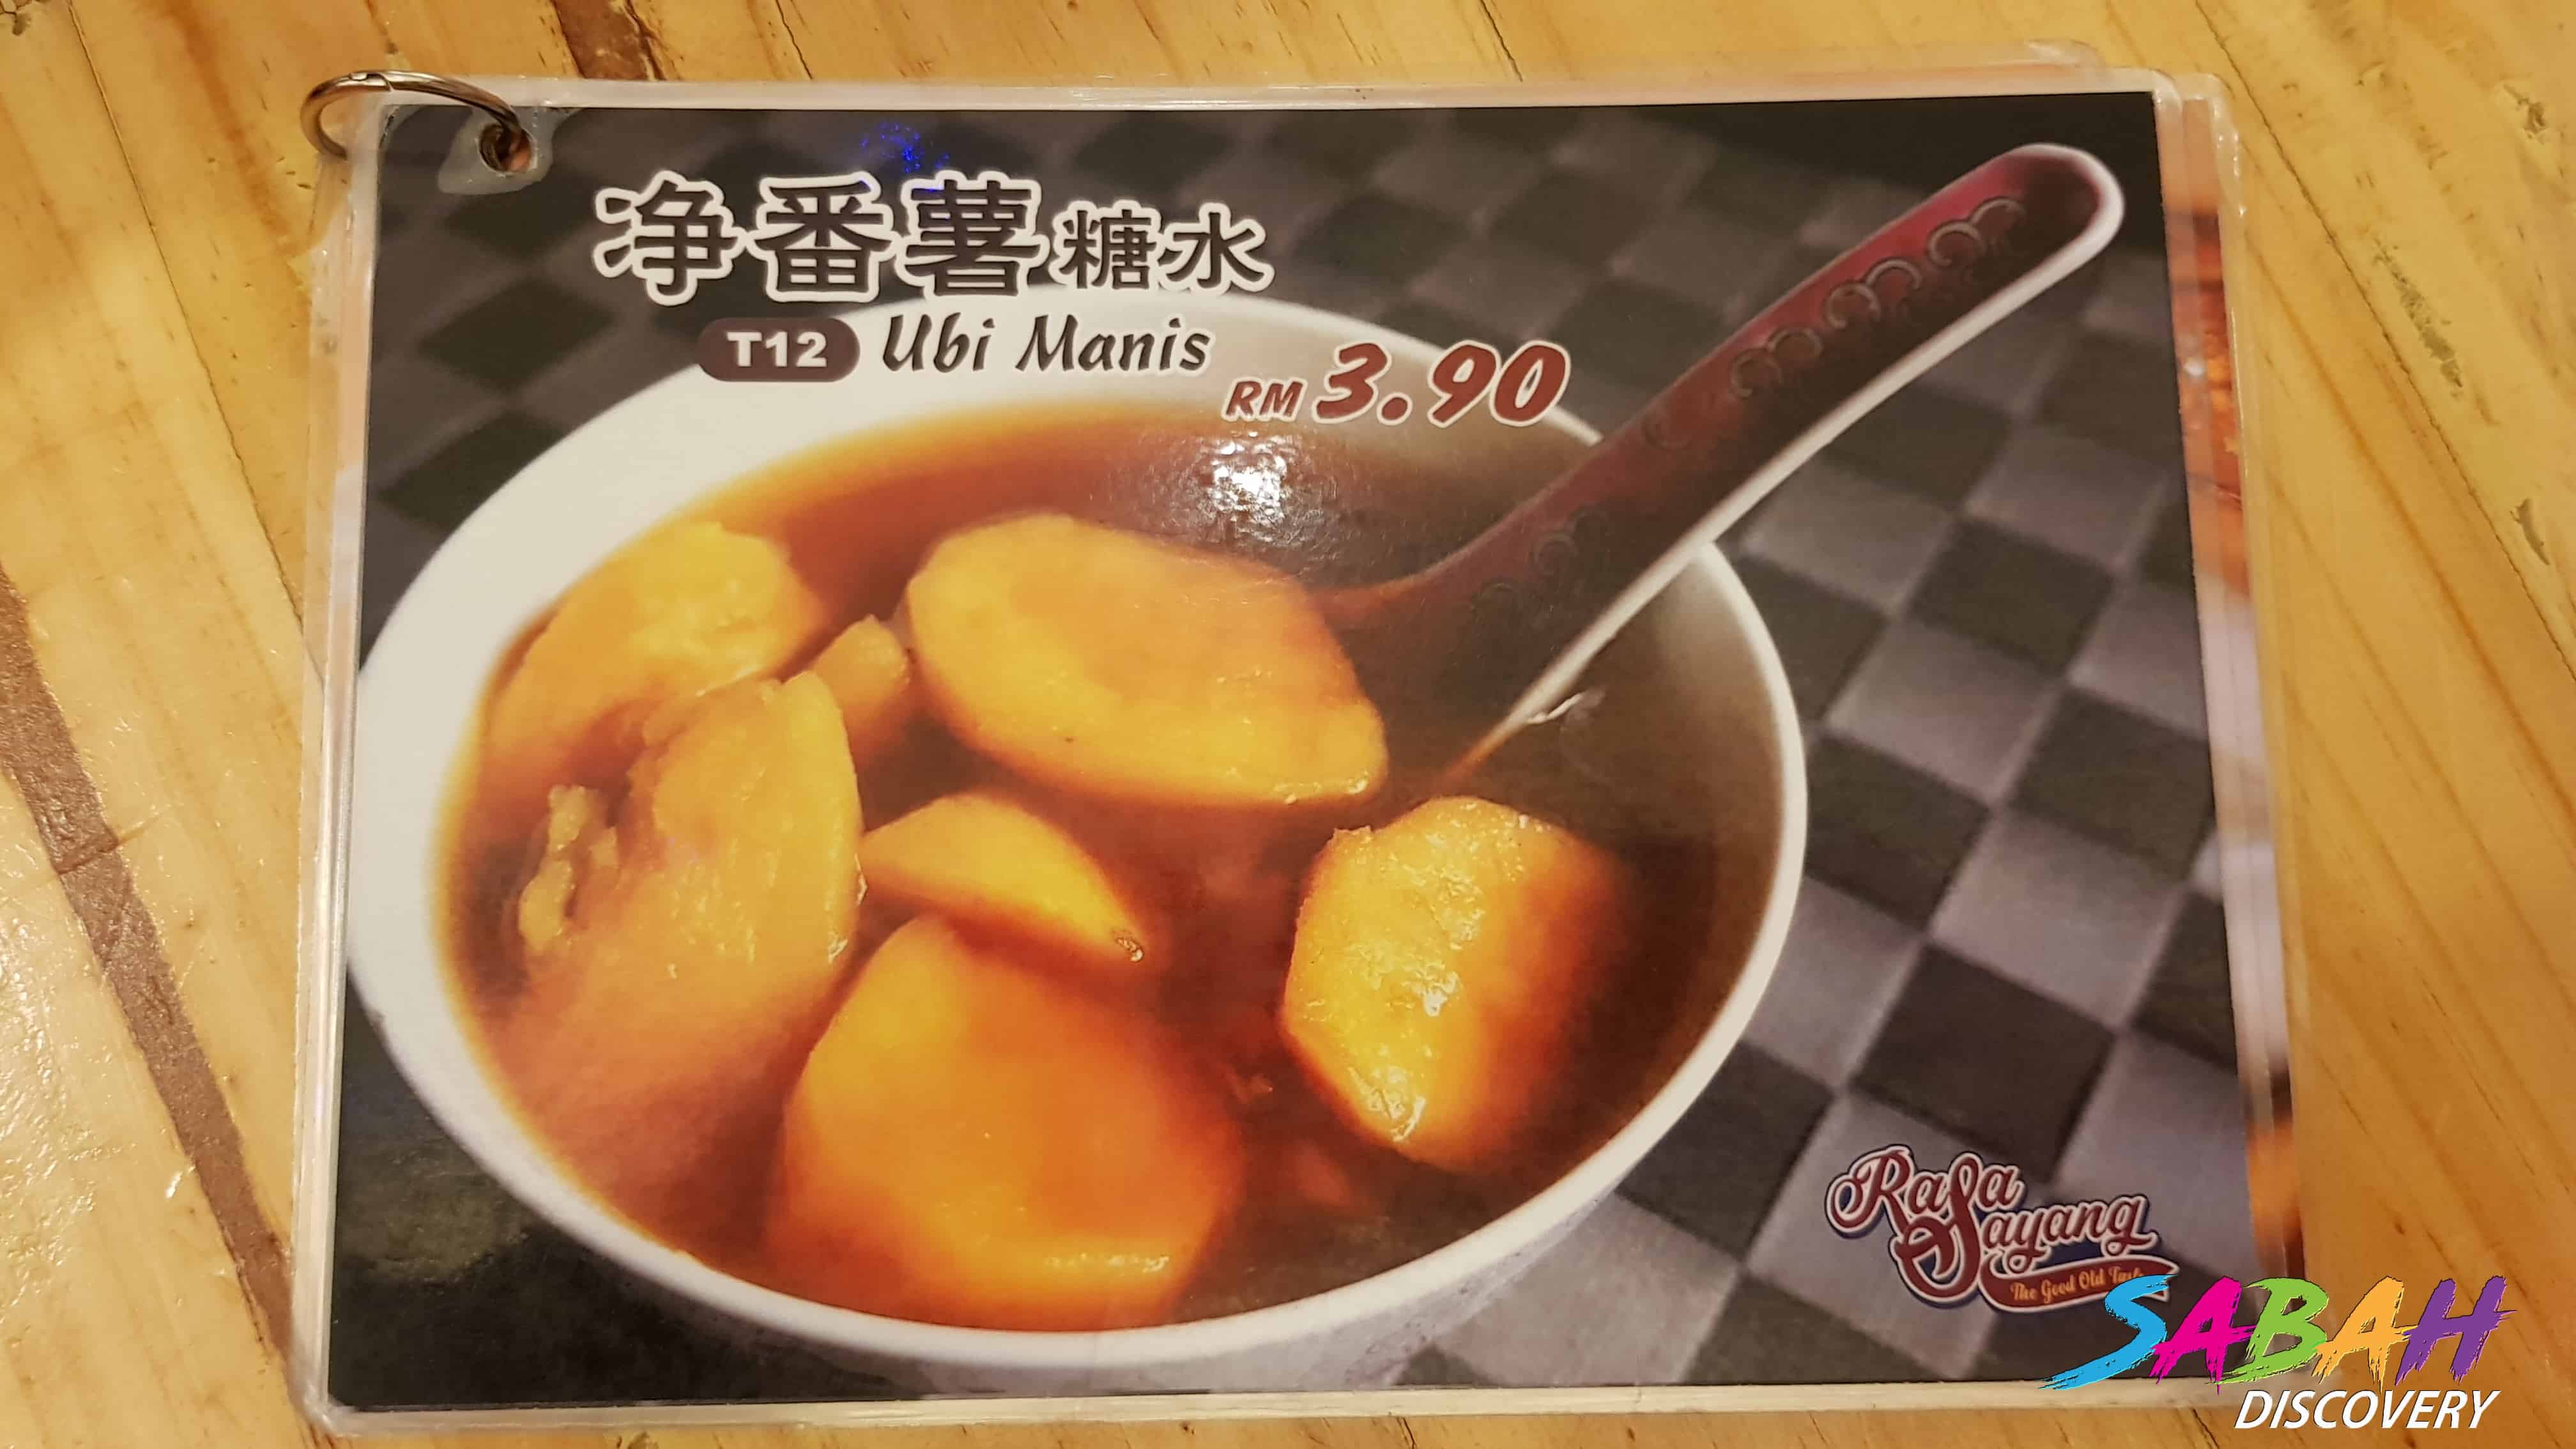 净番薯糖水
T12 Ubi Manis
RM 3.90
Rasa
Sayang
The Good Old Taste
SABAH
DISCOVERY